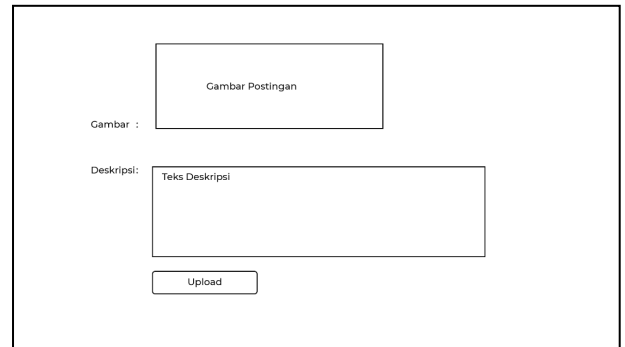 Gambar Postingan
Gambar :
Deskripsi:
Teks Deskripsi
Upload